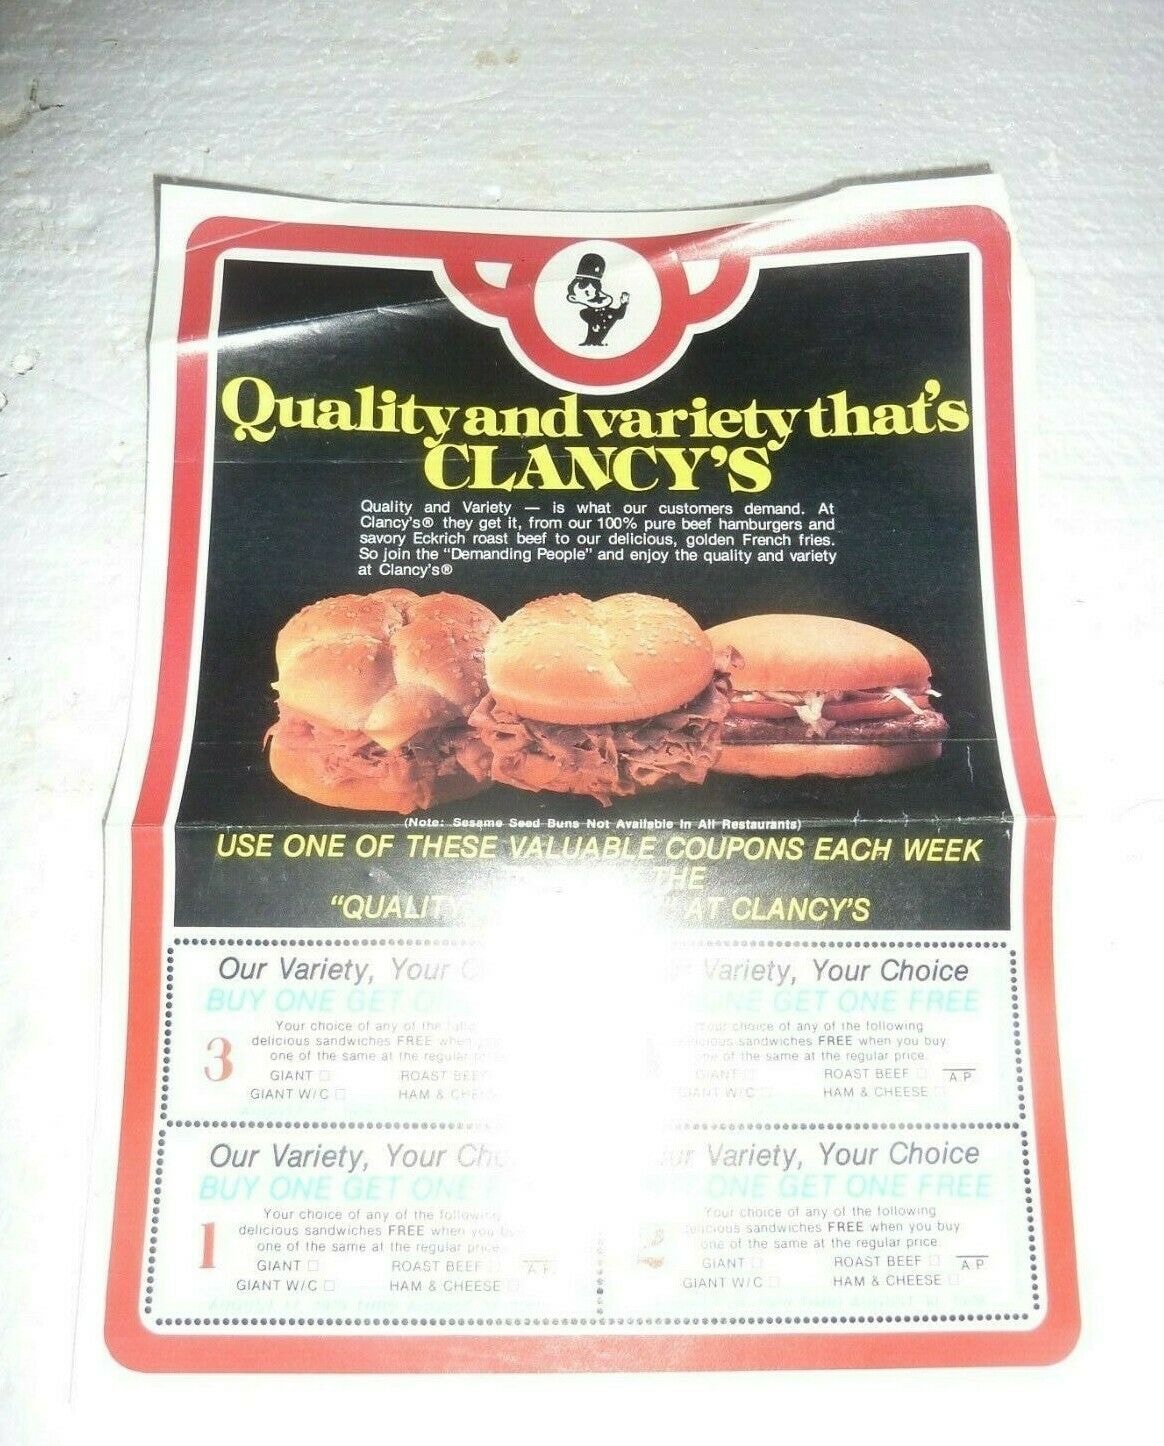 Quality and variety that's
CLANCY'S
Quality and Variety — is what our customers demand. At
Clancy's® they get it, from our 100% pure beef hamburgers and
savory Eckrich roast beef to our delicious, golden French fries.
So join the "Demanding People" and enjoy the quality and variety
at Clancy's®
(Note: Sesame Seed Buns Not Available In All Restaurants)
USE ONE OF THESE VALUABLE COUPONS EACH WEEK
THE
"QUALITY AT CLANCY'S
Our Variety, Your
BUY ONE GET
Your choice of any of the
delicious sandwiches FREE when
one of the same at the regular
3
GIANT □ ROAST BEEF
GIANT W/C □ HAM & CHEESE
Variety, Your Choice
ONE GET ONE FREE
Your choice of any of the following
delicious sandwiches FREE when you buy
one of the same at the regular price.
GIANT □ ROAST BEEF □ A.P.
GIANT W/C □ HAM & CHEESE □
Our Variety, Your
BUY ONE GET ONE
Your choice of any of the following
delicious sandwiches FREE when you buy
one of the same at the regular price.
1
GIANT □ ROAST BEEF □ A.P.
GIANT W/C □ HAM & CHEESE □
Our Variety, Your Choice
ONE GET ONE FREE
Your choice of any of the following
delicious sandwiches FREE when you buy
one of the same at the regular price.
GIANT □ ROAST BEEF □ A.P.
GIANT W/C □ HAM & CHEESE □